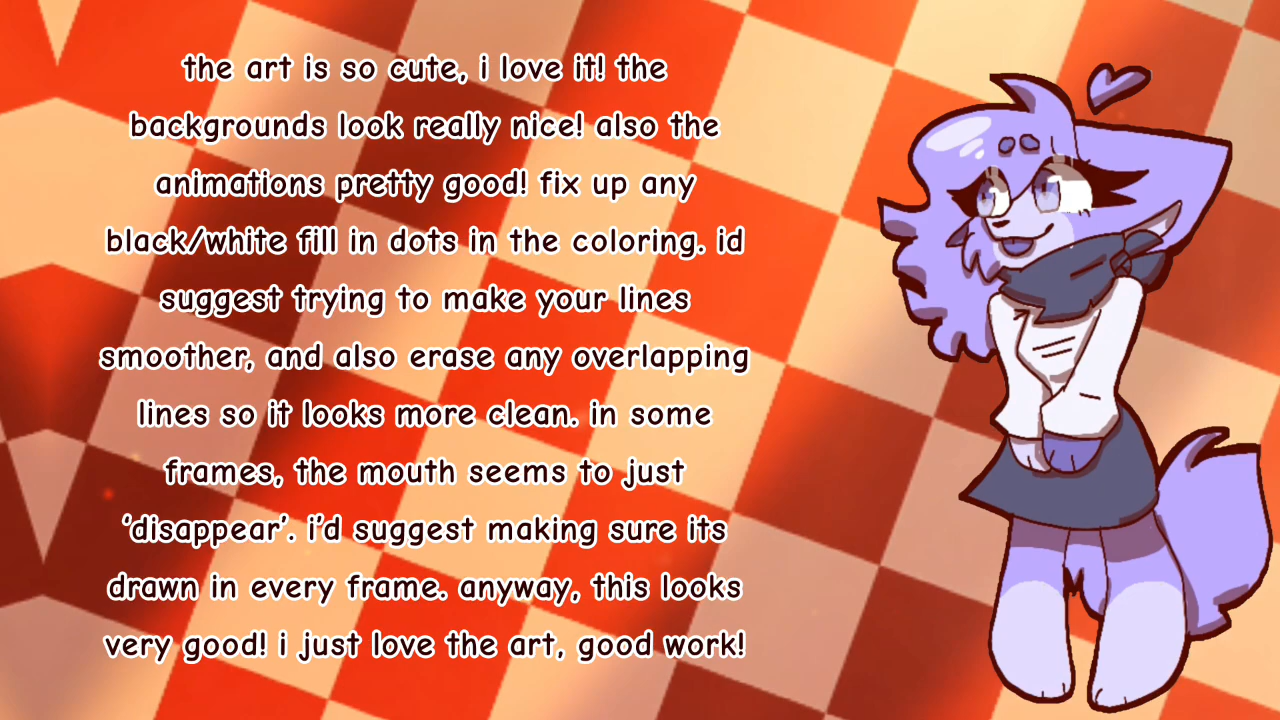 the art is so cute, i love it! the
backgrounds look really nice! also the
animations pretty good! fix up any
black/white fill in dots in the coloring. id
suggest trying to make your lines
smoother, and also erase any overlapping
lines so it looks more clean. in some
frames, the mouth seems to just
‘disappear’. i’d suggest making sure its
drawn in every frame. anyway, this looks
very good! i just love the art, good work!